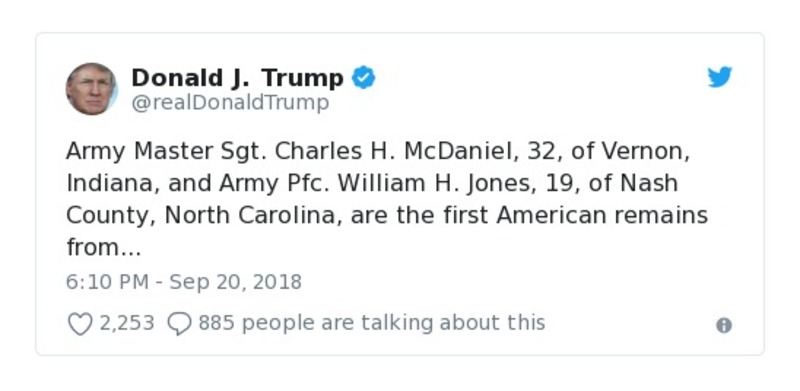 Donald J. Trump
@realDonaldTrump
Army Master Sgt. Charles H. McDaniel, 32, of Vernon,
Indiana, and Army Pfc. William H. Jones, 19, of Nash
County, North Carolina, are the first American remains
from...
6:10 PM - Sep 20, 2018
2,253 885 people are talking about this